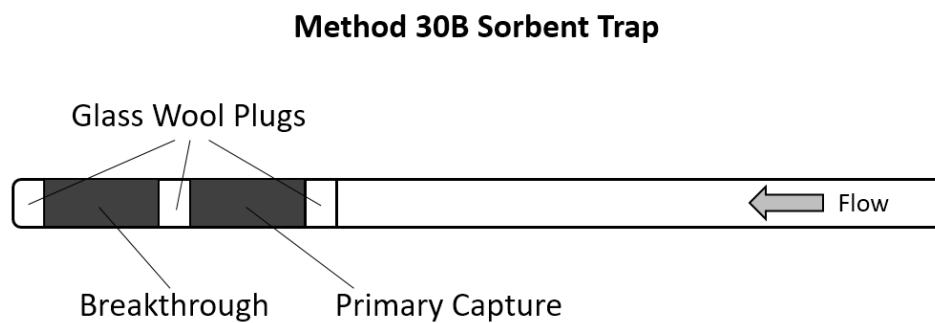 Method 30B Sorbent Trap
Glass Wool Plugs
Flow
Breakthrough
Primary Capture